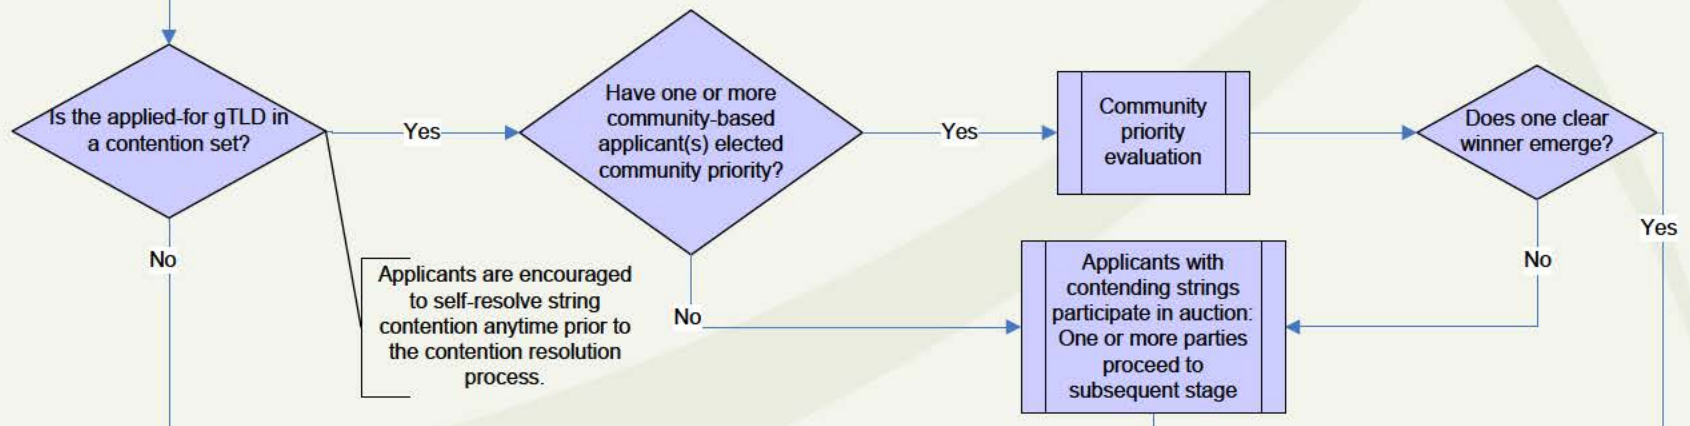 Is the applied-for gTLD in
a contention set?
Yes
No
Applicants are encouraged
to self-resolve string
contention anytime prior to
the contention resolution
process.
Have one or more
community-based
applicant(s) elected
community priority?
Yes
No
Community
priority
evaluation
Applicants with
contending strings
participate in auction:
One or more parties
proceed to
subsequent stage
Does one clear
winner emerge?
No
Yes